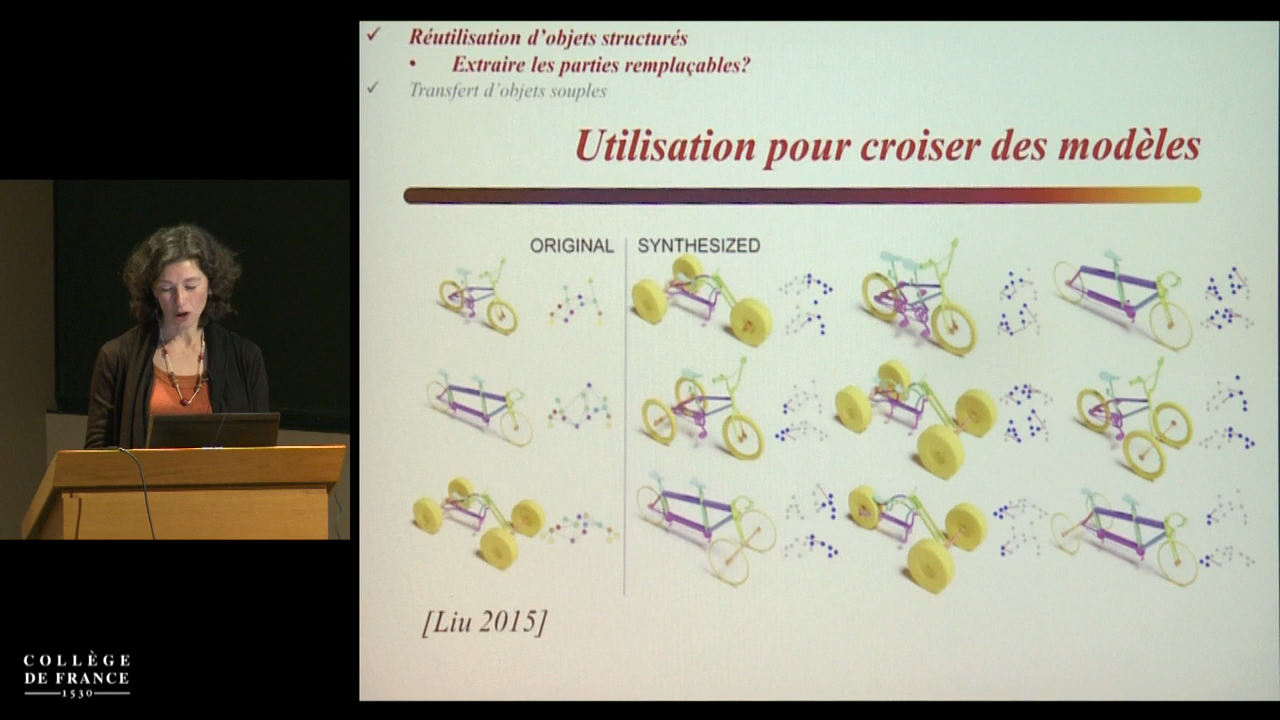 ✓ Réutilisation d’objets structurés
• Extraire les parties remplaçables?
✓ Transfert d’objets souples
Utilisation pour croiser des modèles
ORIGINAL SYNTHESIZED
[Liu 2015]
COLLÈGE
DE FRANCE
1530